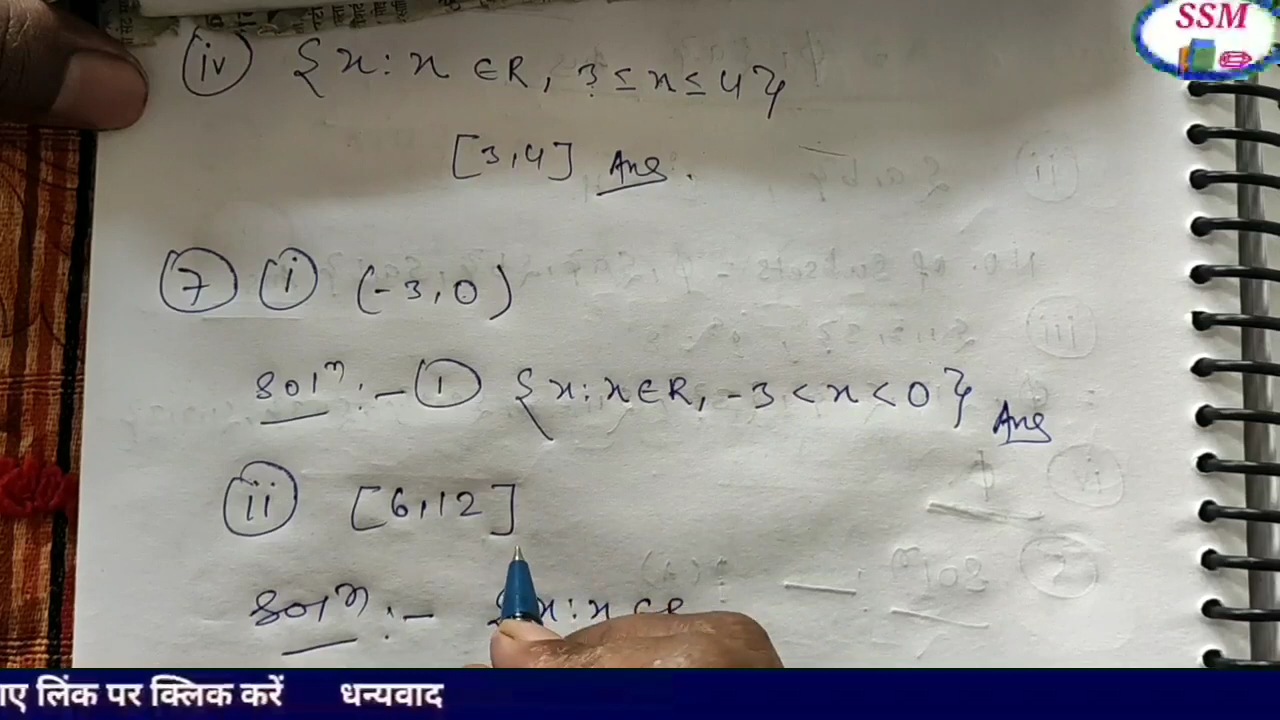 SSM
(iv) {x : x ∈ R, 3 ≤ x ≤ 4}
[3,4] Ans.
(7) (i) (-3,0)
Solⁿ :- (i) {x : x ∈ R, -3 < x < 0} Ans
(ii) [6,12]
Solⁿ :- {x : x ∈ R
लिंक पर क्लिक करें धन्यवाद